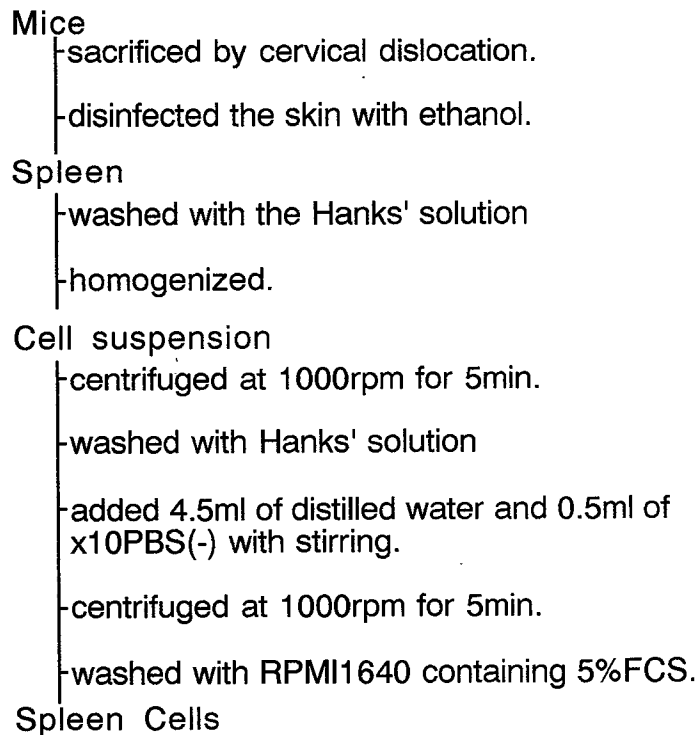 Mice
sacrificed by cervical dislocation.
disinfected the skin with ethanol.
Spleen
washed with the Hanks' solution
homogenized.
Cell suspension
centrifuged at 1000rpm for 5min.
washed with Hanks' solution
added 4.5ml of distilled water and 0.5ml of
x10PBS(-) with stirring.
centrifuged at 1000rpm for 5min.
washed with RPMI1640 containing 5%FCS.
Spleen Cells